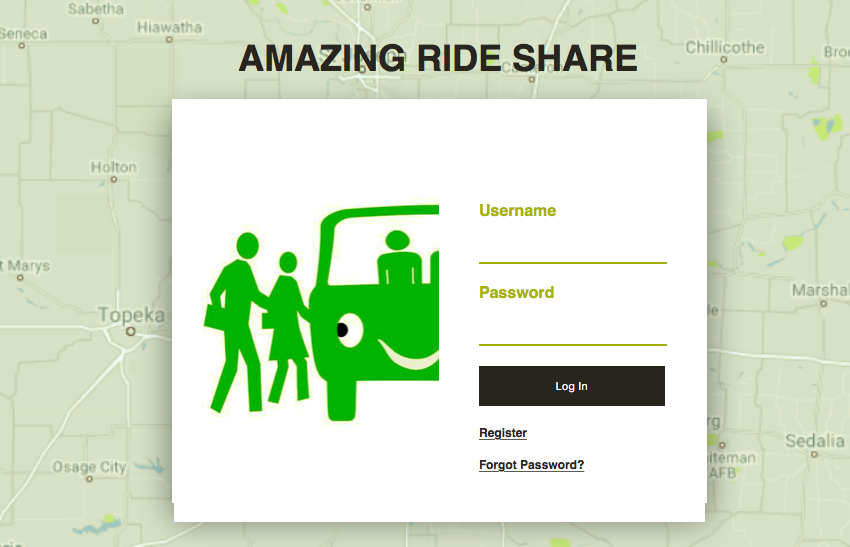 Sabetha
Seneca
Hiawatha
AMAZING RIDE SHARE
Chillicothe
Holton
Username
Password
t Marys
Topeka
Marshal
Log In
Register
Forgot Password?
Sedalia
Osage City
iteman
AFB